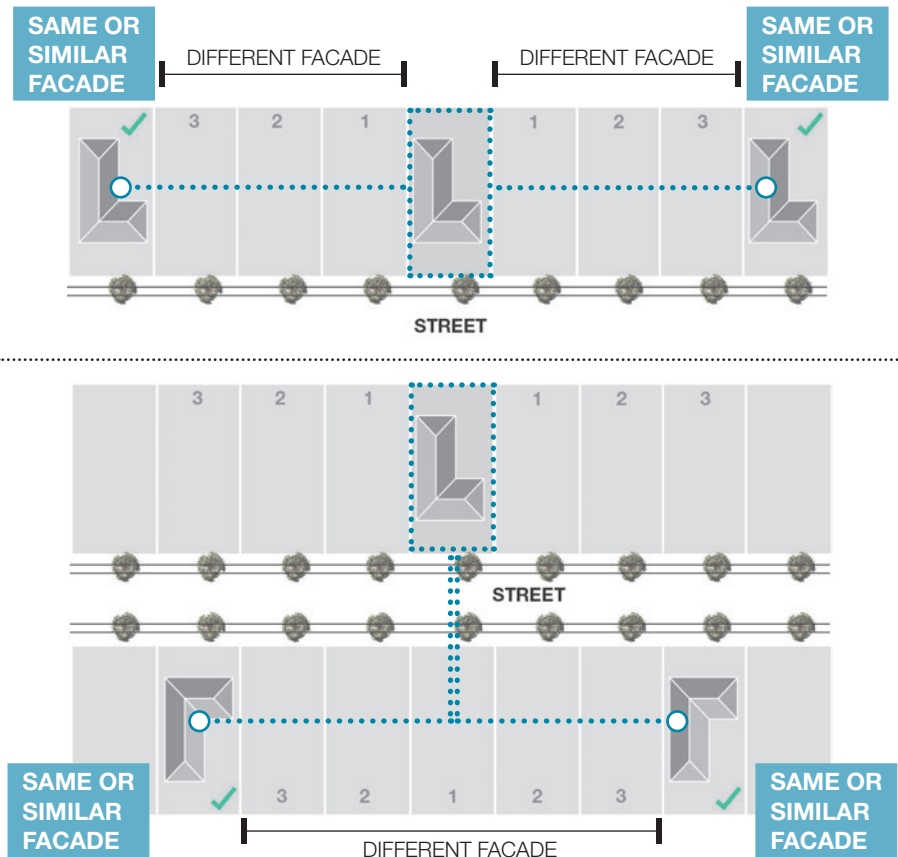 SAME OR
SIMILAR
FACADE
DIFFERENT FACADE
DIFFERENT FACADE
SAME OR
SIMILAR
FACADE
3 2 1 1 2 3
STREET
3 2 1 1 2 3
STREET
SAME OR
SIMILAR
FACADE
3 2 1 2 3
DIFFERENT FACADE
SAME OR
SIMILAR
FACADE